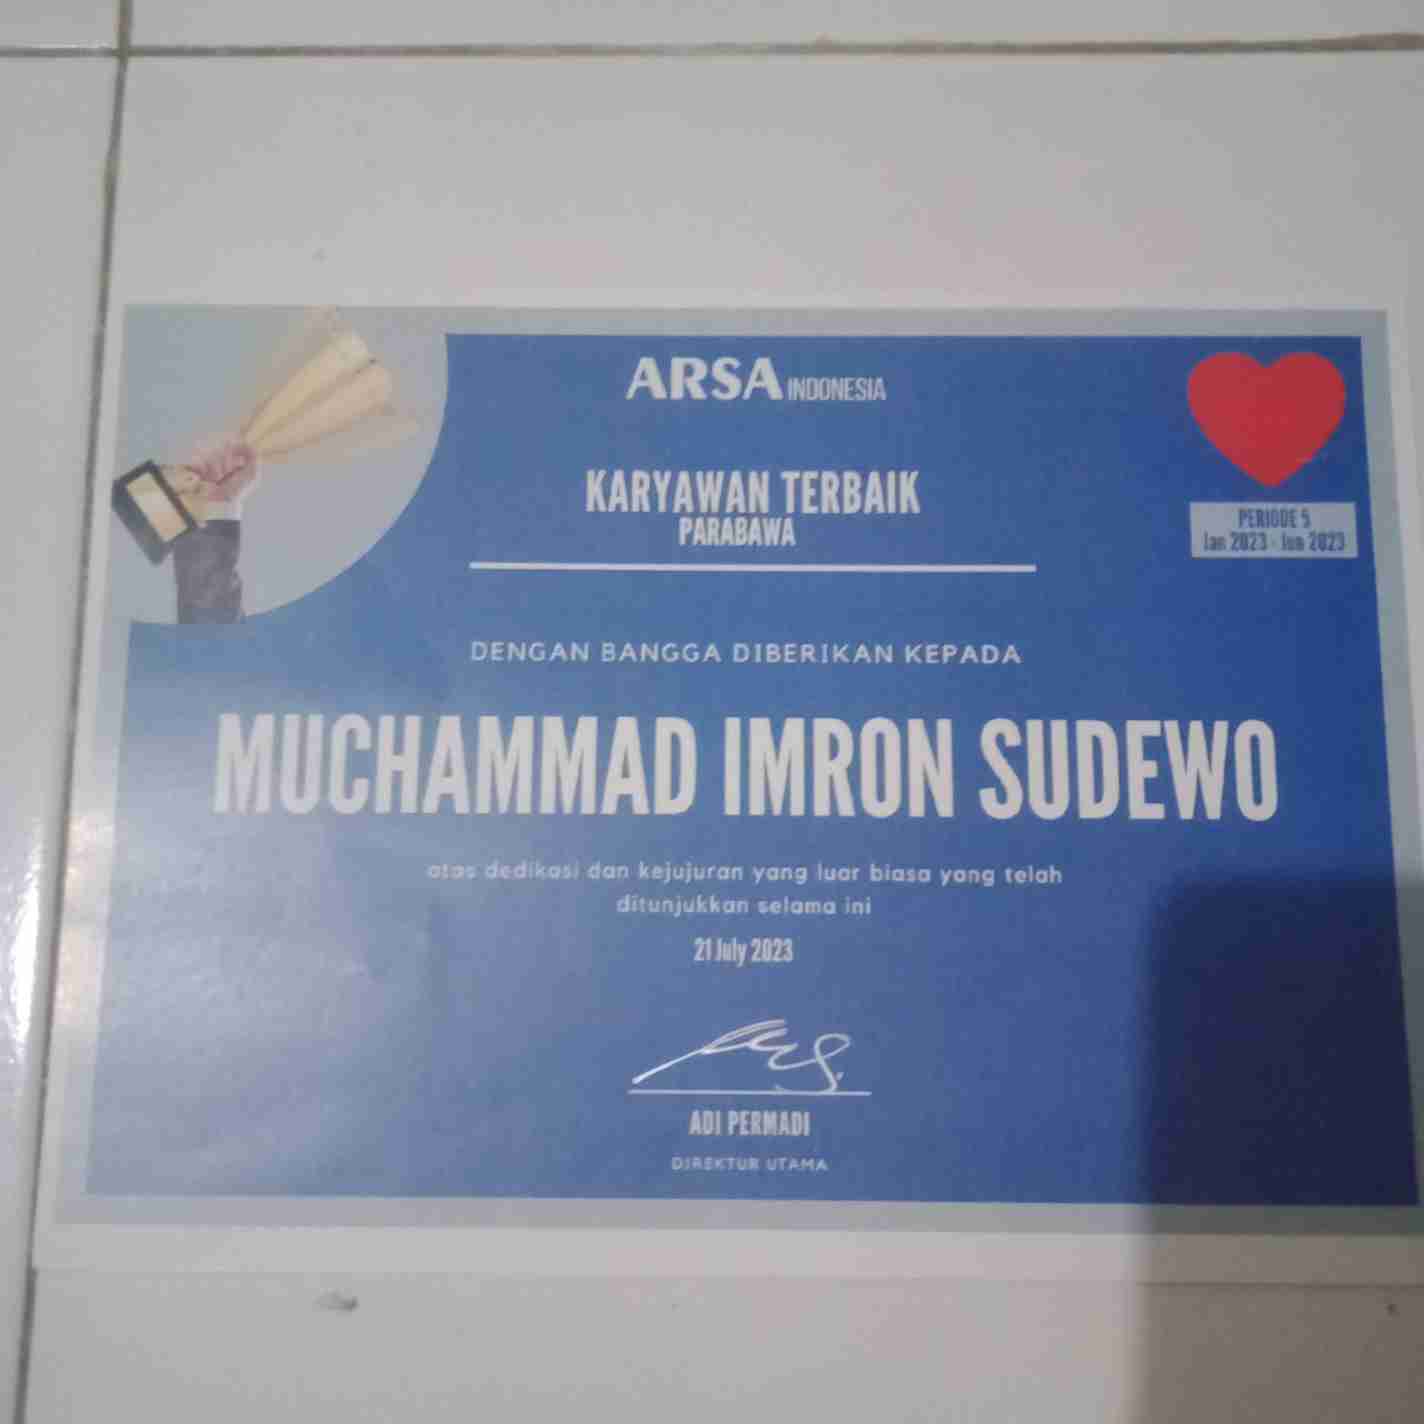 ARSA INDONESIA
KARYAWAN TERBAIK
PARABAWA
PERIODE 5
Jan 2023 - Jun 2023
DENGAN BANGGA DIBERIKAN KEPADA
MUCHAMMAD IMRON SUDEWO
atas dedikasi dan kejujuran yang luar biasa yang telah
ditunjukkan selama ini
21 July 2023
ADI PERMADI
DIREKTUR UTAMA